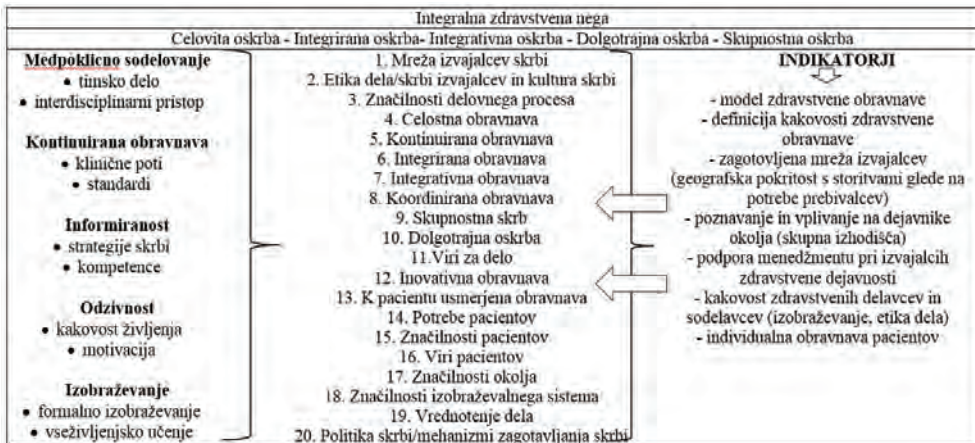 Integralna zdravstvena nega
Celovita oskrba - Integrirana oskrba- Integrativna oskrba - Dolgotrajna oskrba - Skupnostna oskrba
Medpoklicno sodelovanje
• timsko delo
• interdisciplinarni pristop
Kontinuirana obravnava
• klinične poti
• standardi
Informiranost
• strategije skrbi
• kompetence
Odzivnost
• kakovost življenja
• motivacija
Izobraževanje
• formalno izobraževanje
• vseživljenjsko učenje
1. Mreža izvajalcev skrbi
2. Etika dela/skrbi izvajalcev in kultura skrbi
3. Značilnosti delovnega procesa
4. Celostna obravnava
5. Kontinuirana obravnava
6. Integrirana obravnava
7. Integrativna obravnava
8. Koordinirana obravnava
9. Skupnostna skrb
10. Dolgotrajna oskrba
11.Viri za delo
12. Inovativna obravnava
13. K pacientu usmerjena obravnava
14. Potrebe pacientov
15. Značilnosti pacientov
16. Viri pacientov
17. Značilnosti okolja
18. Značilnosti izobraževalnega sistema
19. Vrednotenje dela
20. Politika skrbi/mehanizmi zagotavljanja skrbi
INDIKATORJI
- model zdravstvene obravnave
- definicija kakovosti zdravstvene
obravnave
- zagotovljena mreža izvajalcev
(geografska pokritost s storitvami glede na
potrebe prebivalcev)
- poznavanje in vplivanje na dejavnike
okolja (skupna izhodišča)
- podpora menedžmentu pri izvajalcih
zdravstvene dejavnosti
- kakovost zdravstvenih delavcev in
sodelavcev (izobraževanje, etika dela)
- individualna obravnava pacientov